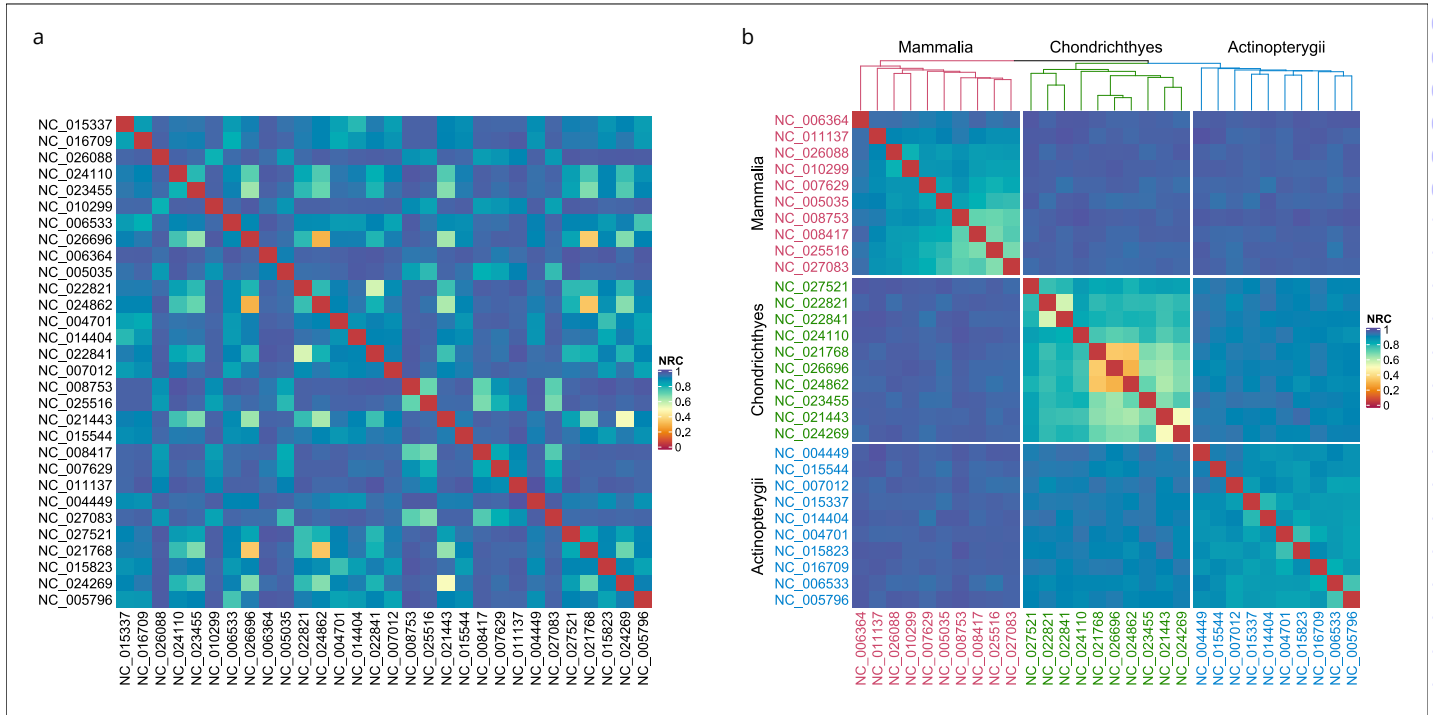 a
NC_015337
NC_016709
NC_026088
NC_024110
NC_023455
NC_010299
NC_006533
NC_026696
NC_006364
NC_005035
NC_022821
NC_024862
NC_004701
NC_014404
NC_022841
NC_007012
NC_008753
NC_025516
NC_021443
NC_015544
NC_008417
NC_007629
NC_011137
NC_004449
NC_027083
NC_027521
NC_021768
NC_015823
NC_024269
NC_005796
NC_015337
NC_016709
NC_026088
NC_024110
NC_023455
NC_010299
NC_006533
NC_026696
NC_006364
NC_005035
NC_022821
NC_024862
NC_004701
NC_014404
NC_022841
NC_007012
NC_008753
NC_025516
NC_021443
NC_015544
NC_008417
NC_007629
NC_011137
NC_004449
NC_027083
NC_027521
NC_021768
NC_015823
NC_024269
NC_005796
NRC
1
0.8
0.6
0.4
0.2
0
b
Mammalia Chondrichthyes Actinopterygii
Mammalia
Chondrichthyes
Actinopterygii
NC_006364
NC_011137
NC_026088
NC_010299
NC_007629
NC_005035
NC_008753
NC_008417
NC_025516
NC_027083
NC_027521
NC_022821
NC_022841
NC_024110
NC_021768
NC_026696
NC_024862
NC_023455
NC_021443
NC_024269
NC_004449
NC_015544
NC_007012
NC_015337
NC_014404
NC_004701
NC_015823
NC_016709
NC_006533
NC_005796
NC_006364
NC_011137
NC_026088
NC_010299
NC_007629
NC_005035
NC_008753
NC_008417
NC_025516
NC_027083
NC_027521
NC_022821
NC_022841
NC_024110
NC_021768
NC_026696
NC_024862
NC_023455
NC_021443
NC_024269
NC_004449
NC_015544
NC_007012
NC_015337
NC_014404
NC_004701
NC_015823
NC_016709
NC_006533
NC_005796
NRC
1
0.8
0.6
0.4
0.2
0